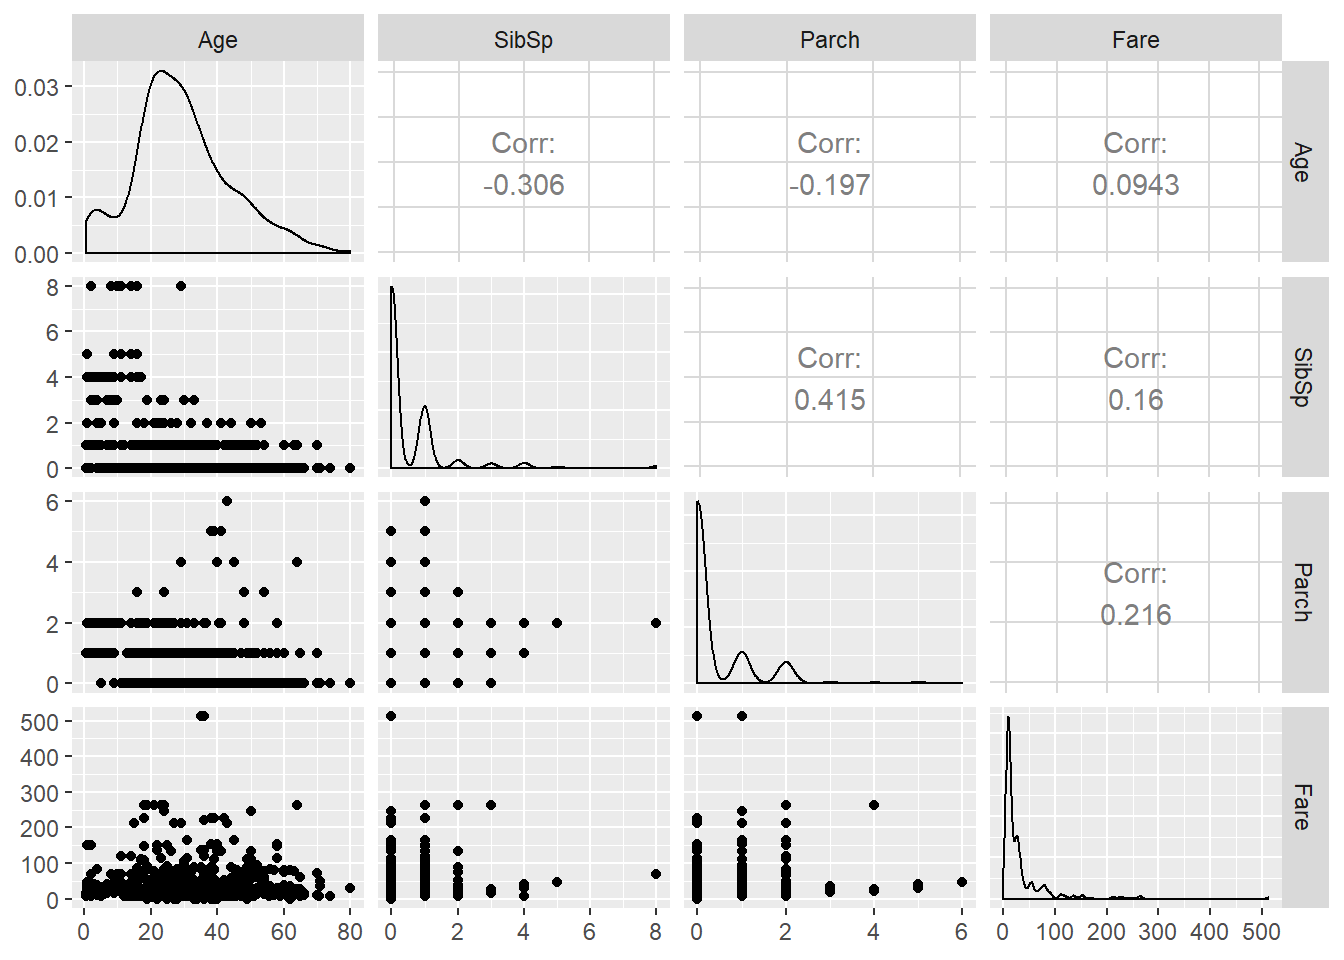 Age SibSp Parch Fare
0.03
0.02
0.01
0.00
Corr:
-0.306
Corr:
-0.197
Corr:
0.0943
Age
8
6
4
2
0
Corr:
0.415
Corr:
0.16
SibSp
6
4
2
0
Corr:
0.216
Parch
500
400
300
200
100
0
Fare
0 20 40 60 80 0 2 4 6 8 0 2 4 6 0 100 200 300 400 500